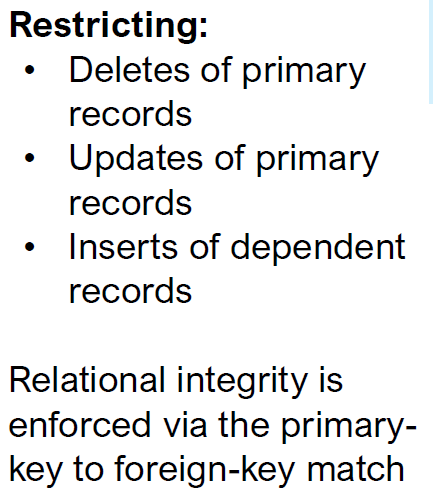 Restricting:
• Deletes of primary
records
• Updates of primary
records
• Inserts of dependent
records
Relational integrity is
enforced via the primary-
key to foreign-key match